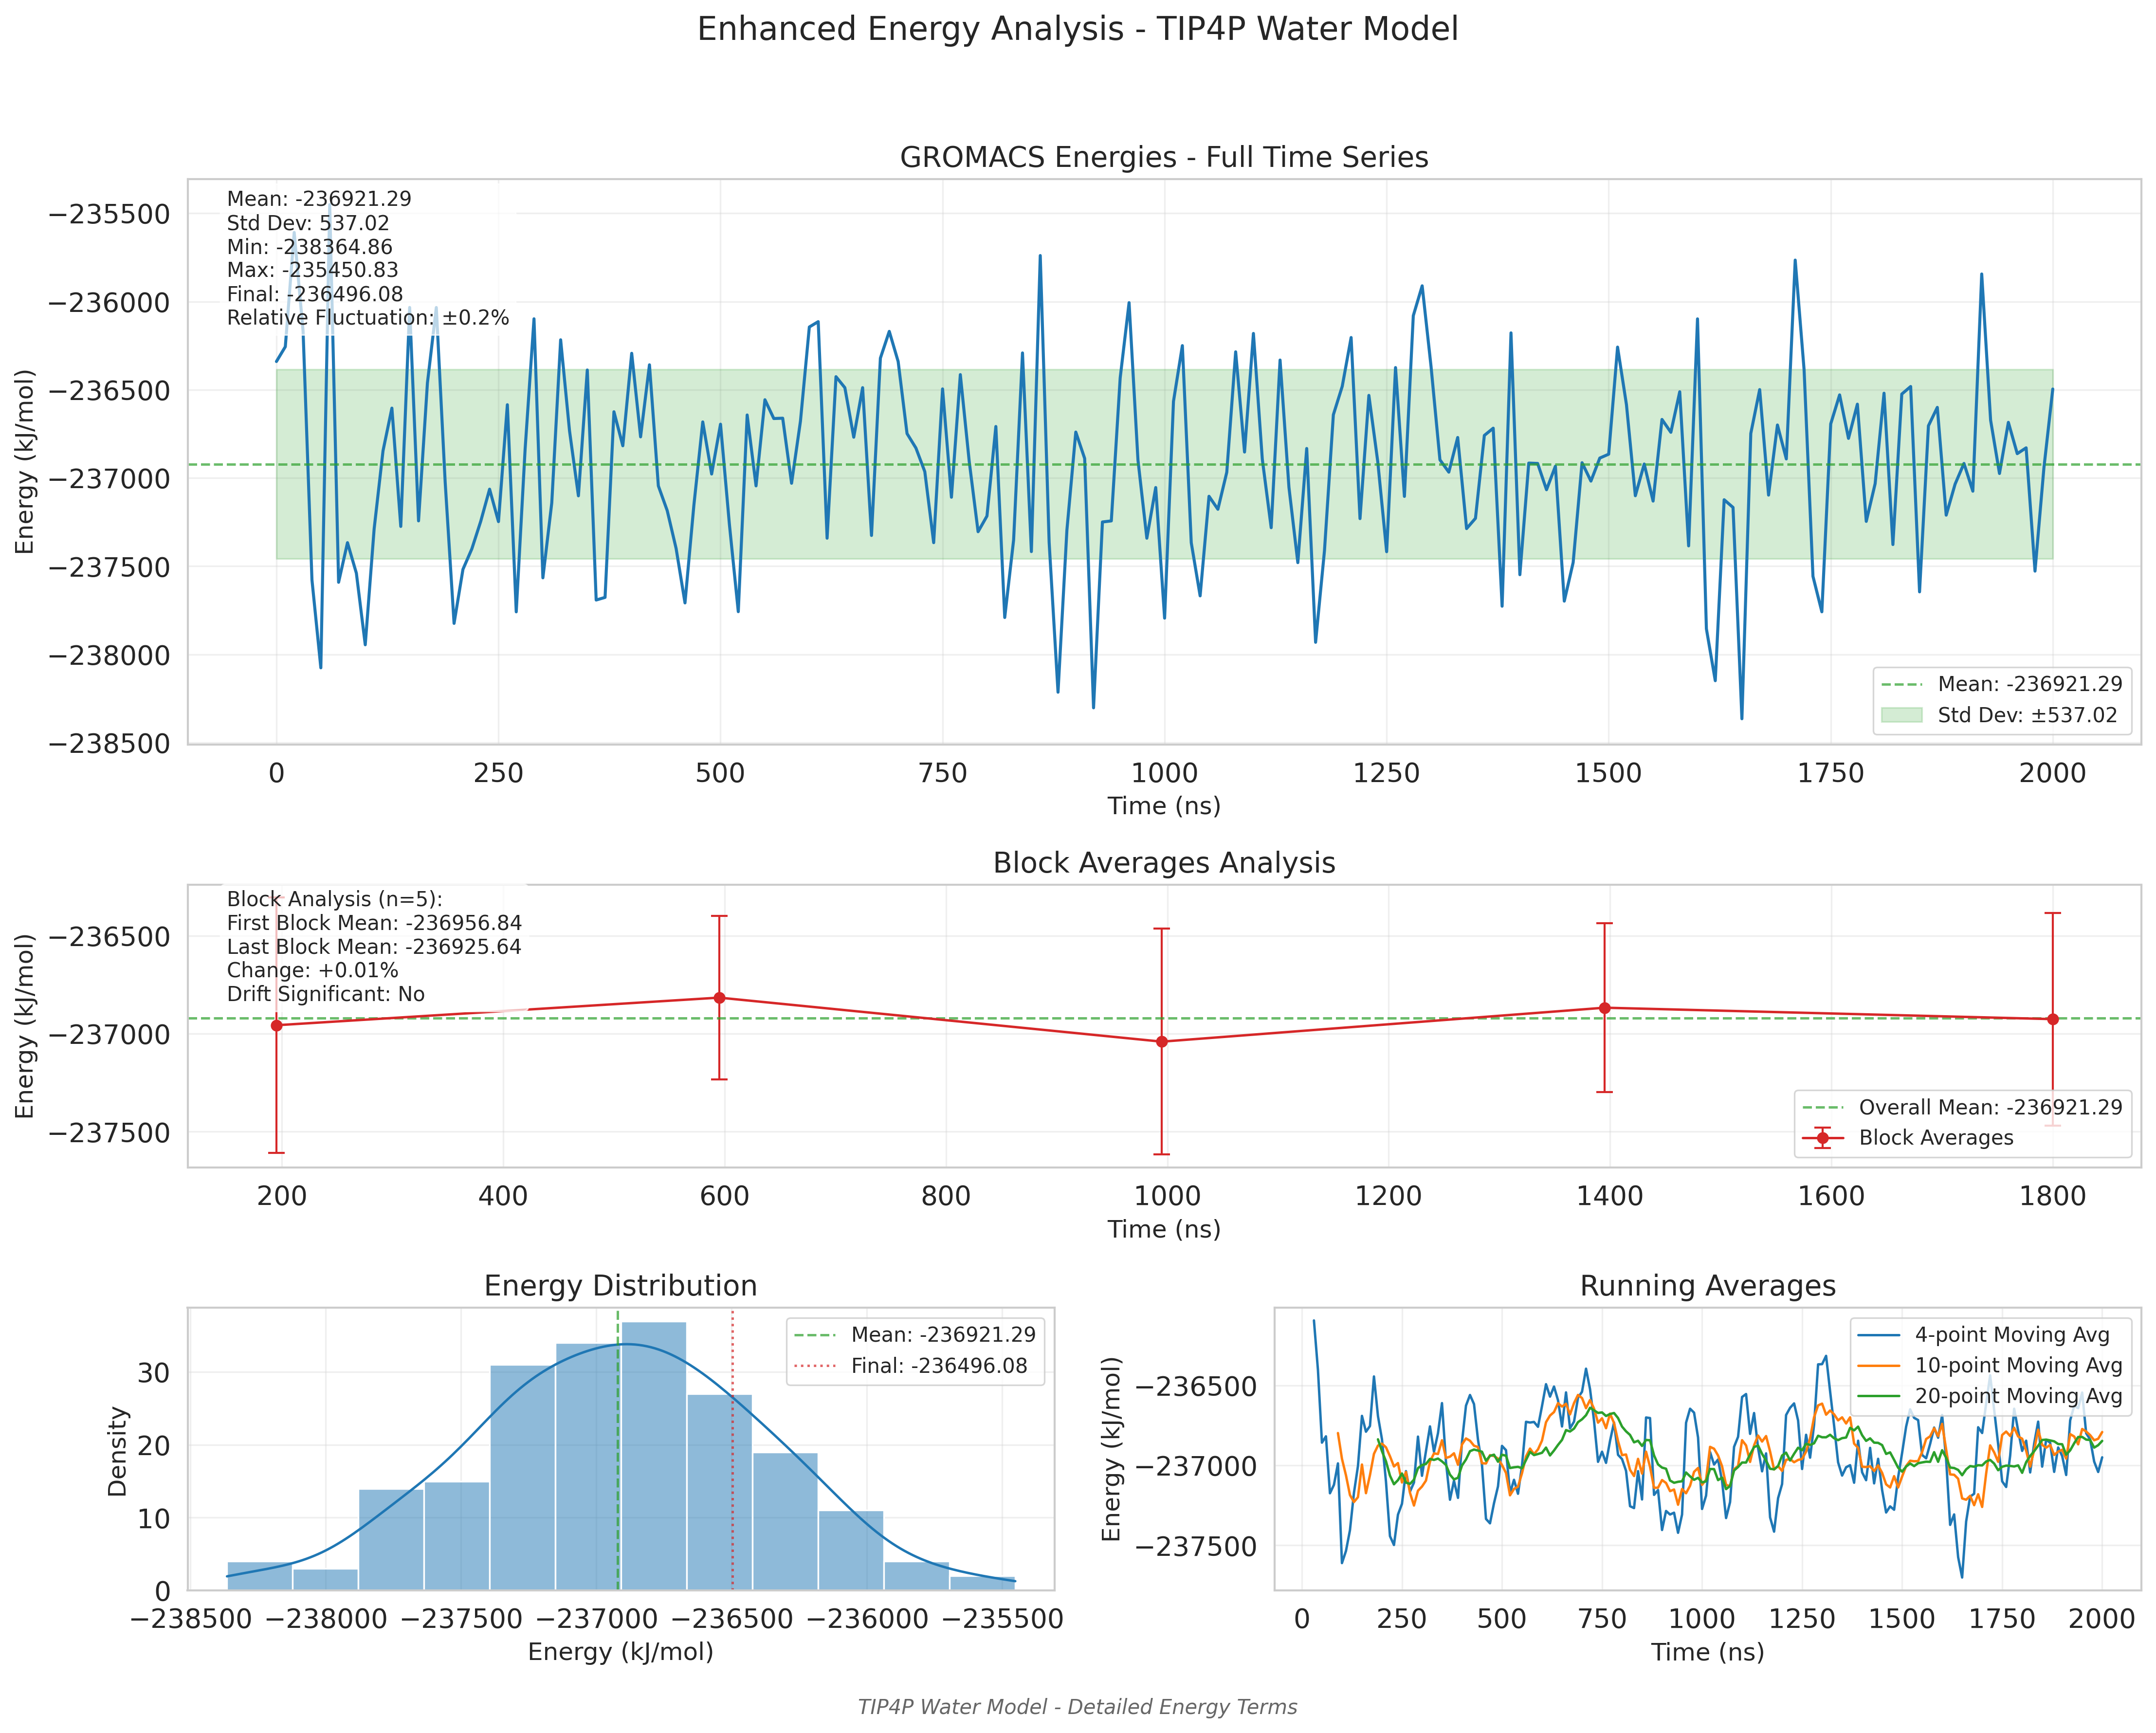 Enhanced Energy Analysis - TIP4P Water Model
GROMACS Energies - Full Time Series
Mean: -236921.29
Std Dev: 537.02
Min: -238364.86
Max: -235450.83
Final: -236496.08
Relative Fluctuation: ±0.2%
Energy (kJ/mol)
−235500
−236000
−236500
−237000
−237500
−238000
−238500
Mean: -236921.29
Std Dev: ±537.02
0 250 500 750 1000 1250 1500 1750 2000
Time (ns)
Block Averages Analysis
Block Analysis (n=5):
First Block Mean: -236956.84
Last Block Mean: -236925.64
Change: +0.01%
Drift Significant: No
Energy (kJ/mol)
−236500
−237000
−237500
Overall Mean: -236921.29
Block Averages
200 400 600 800 1000 1200 1400 1600 1800
Time (ns)
Energy Distribution
Mean: -236921.29
Final: -236496.08
Density
30
20
10
0
−238500 −238000 −237500 −237000 −236500 −236000 −235500
Energy (kJ/mol)
Running Averages
4-point Moving Avg
10-point Moving Avg
20-point Moving Avg
Energy (kJ/mol)
−236500
−237000
−237500
0 250 500 750 1000 1250 1500 1750 2000
Time (ns)
TIP4P Water Model - Detailed Energy Terms